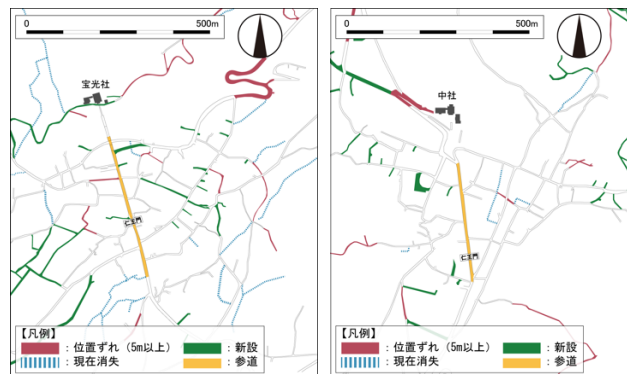 0 500m
宝光社
仁王門
【凡例】
：位置ずれ（5m以上） ：新設
：現在消失 ：参道
0 500m
中社
仁王門
【凡例】
：位置ずれ（5m以上） ：新設
：現在消失 ：参道